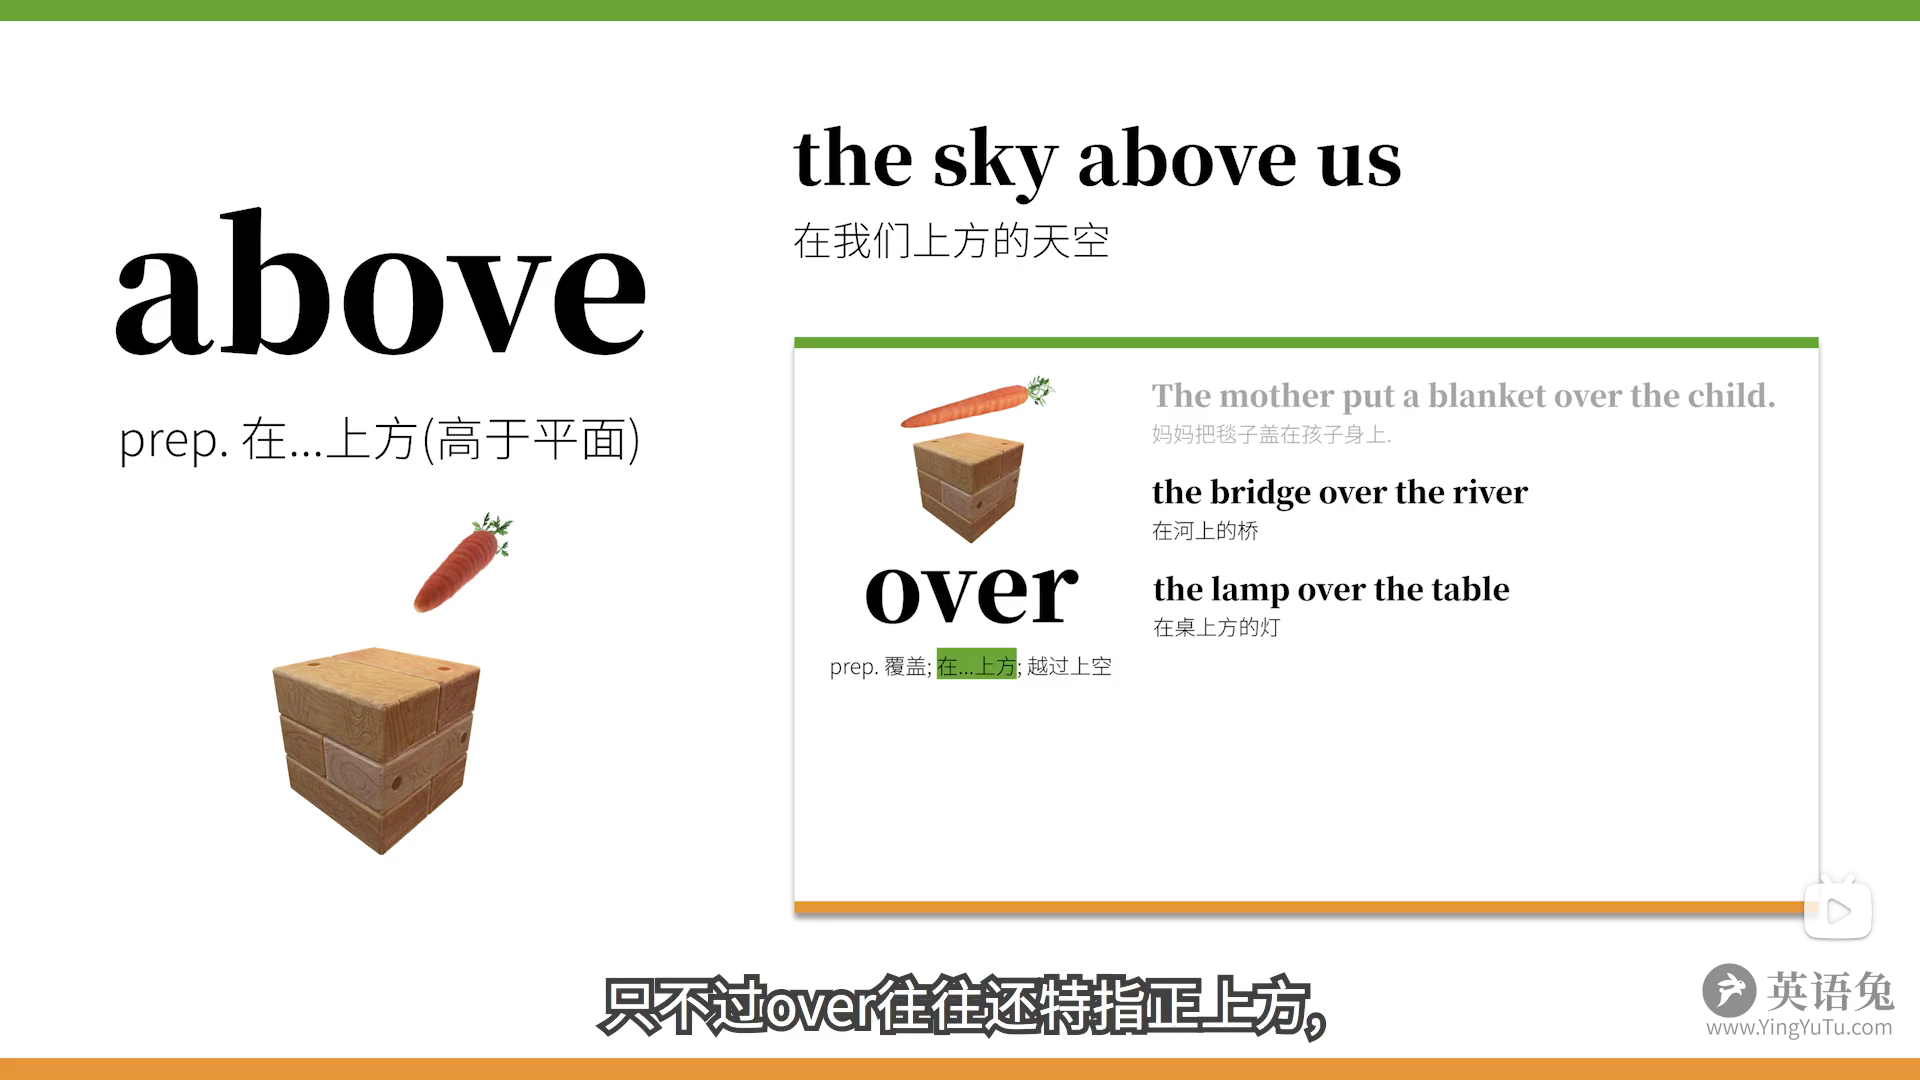 above
prep. 在...上方(高于平面)
the sky above us
在我们上方的天空
over
prep. 覆盖; 在...上方; 越过上空
The mother put a blanket over the child.
妈妈把毯子盖在孩子身上.
the bridge over the river
在河上的桥
the lamp over the table
在桌上方的灯
只不过over往往还特指正上方,
英语兔
www.YingYuTu.com